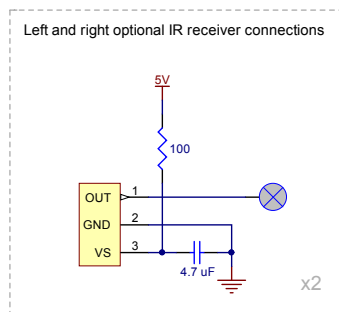 Left and right optional IR receiver connections
5V
100
OUT 1
GND 2
VS 3
4.7 uF
x2